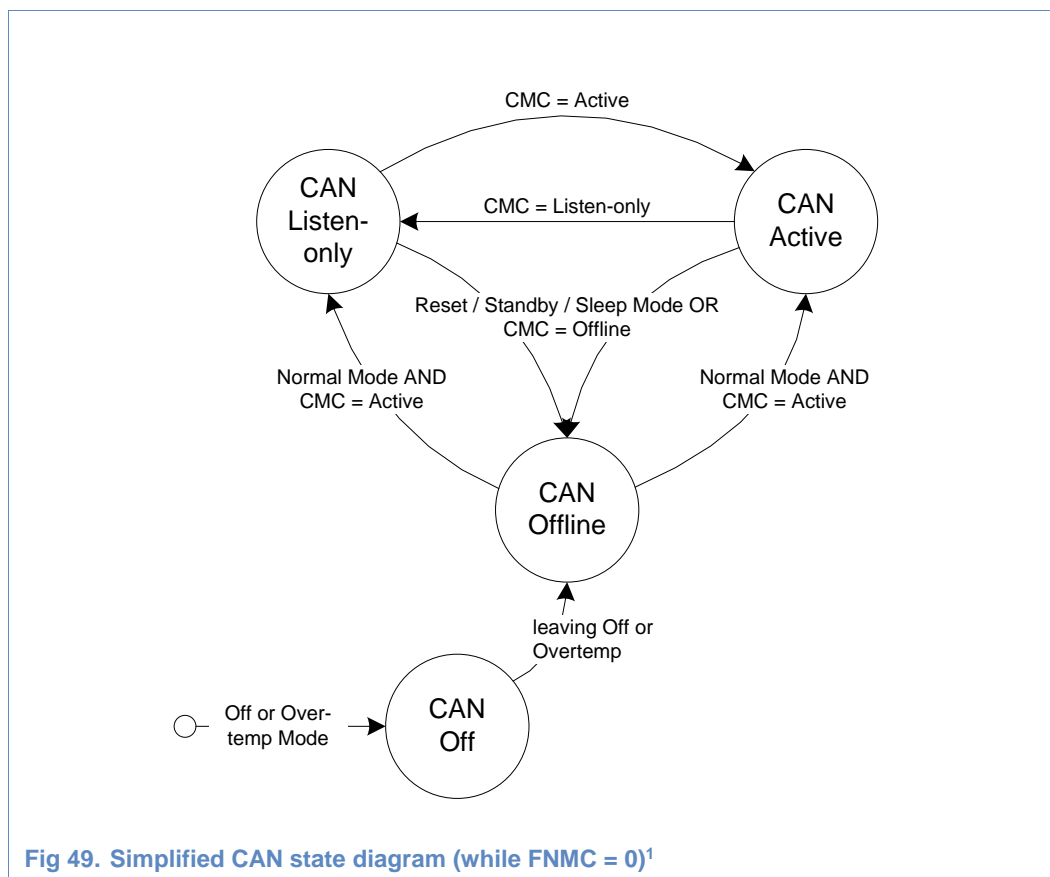 CMC = Active
CAN
Listen-
only
CMC = Listen-only
CAN
Active
Reset / Standby / Sleep Mode OR
CMC = Offline
Normal Mode AND
CMC = Active
Normal Mode AND
CMC = Active
CAN
Offline
leaving Off or
Overtemp
Off or Over-
temp Mode
CAN
Off
Fig 49. Simplified CAN state diagram (while FNMC = 0)1